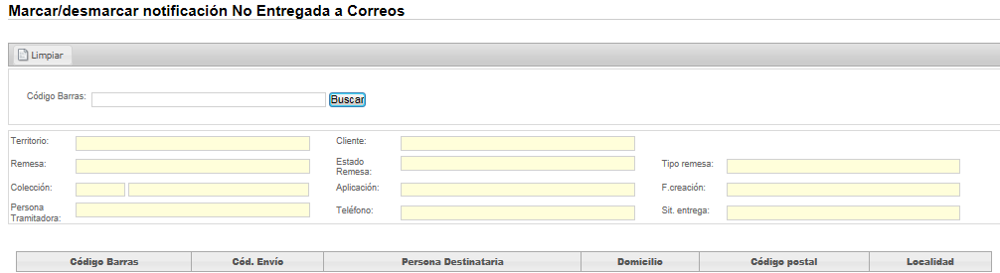 Marcar/desmarcar notificación No Entregada a Correos
Limpiar
Código Barras: Buscar
Territorio: Cliente:
Remesa: Estado Remesa: Tipo remesa:
Colección: Aplicación: F.creación:
Persona Tramitadora: Teléfono: Sit. entrega:
Código Barras Cód. Envío Persona Destinataria Domicilio Código postal Localidad